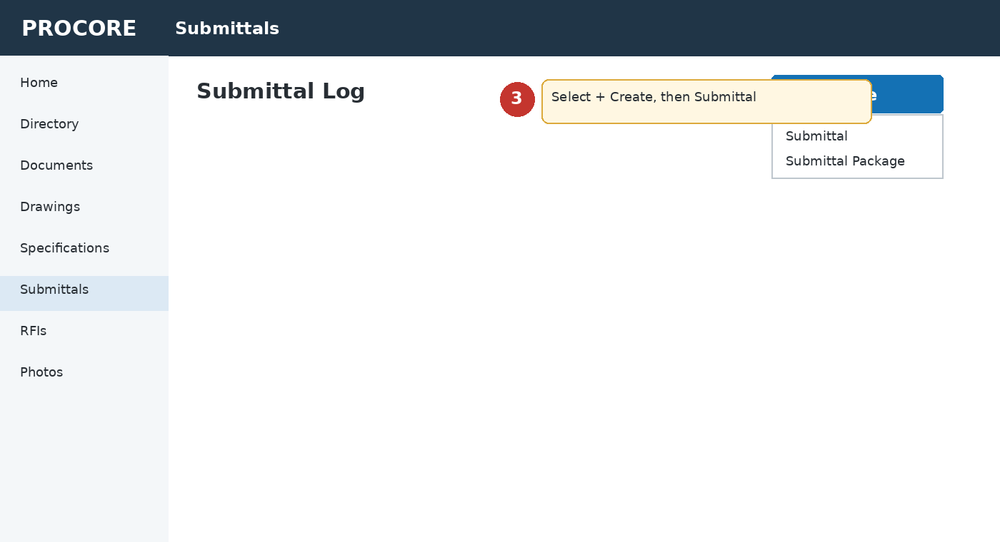 PROCORE
Submittals
Home
Directory
Documents
Drawings
Specifications
Submittals
RFIs
Photos
Submittal Log
3
Select + Create, then Submittal
Submittal
Submittal Package